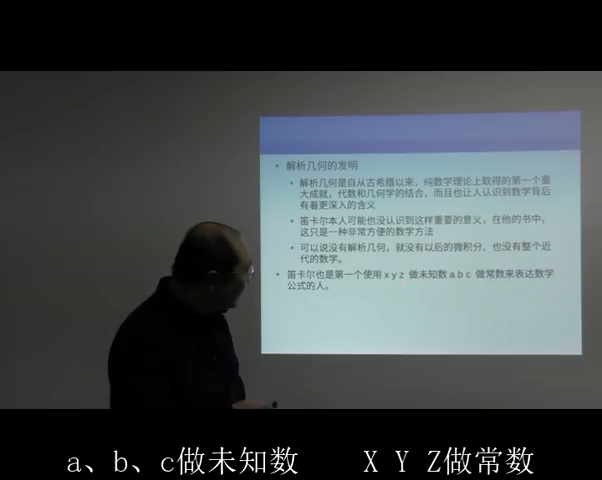 解析几何的发明
解析几何是自从古希腊以来，纯数学理论上取得的第一个重
大成就，代数和几何学的结合，而且也让人认识到数学背后
有着更深入的含义
笛卡尔本人可能也没认识到这样重要的意义，在他的书中，
这只是一种非常方便的数学方法
可以说没有解析几何，就没有以后的微积分、也没有整个近
代的数学。
笛卡尔也是第一个使用 x y z 做未知数 a b c 做常数来表达数学
公式的人。
a、b、c做未知数 X Y Z做常数